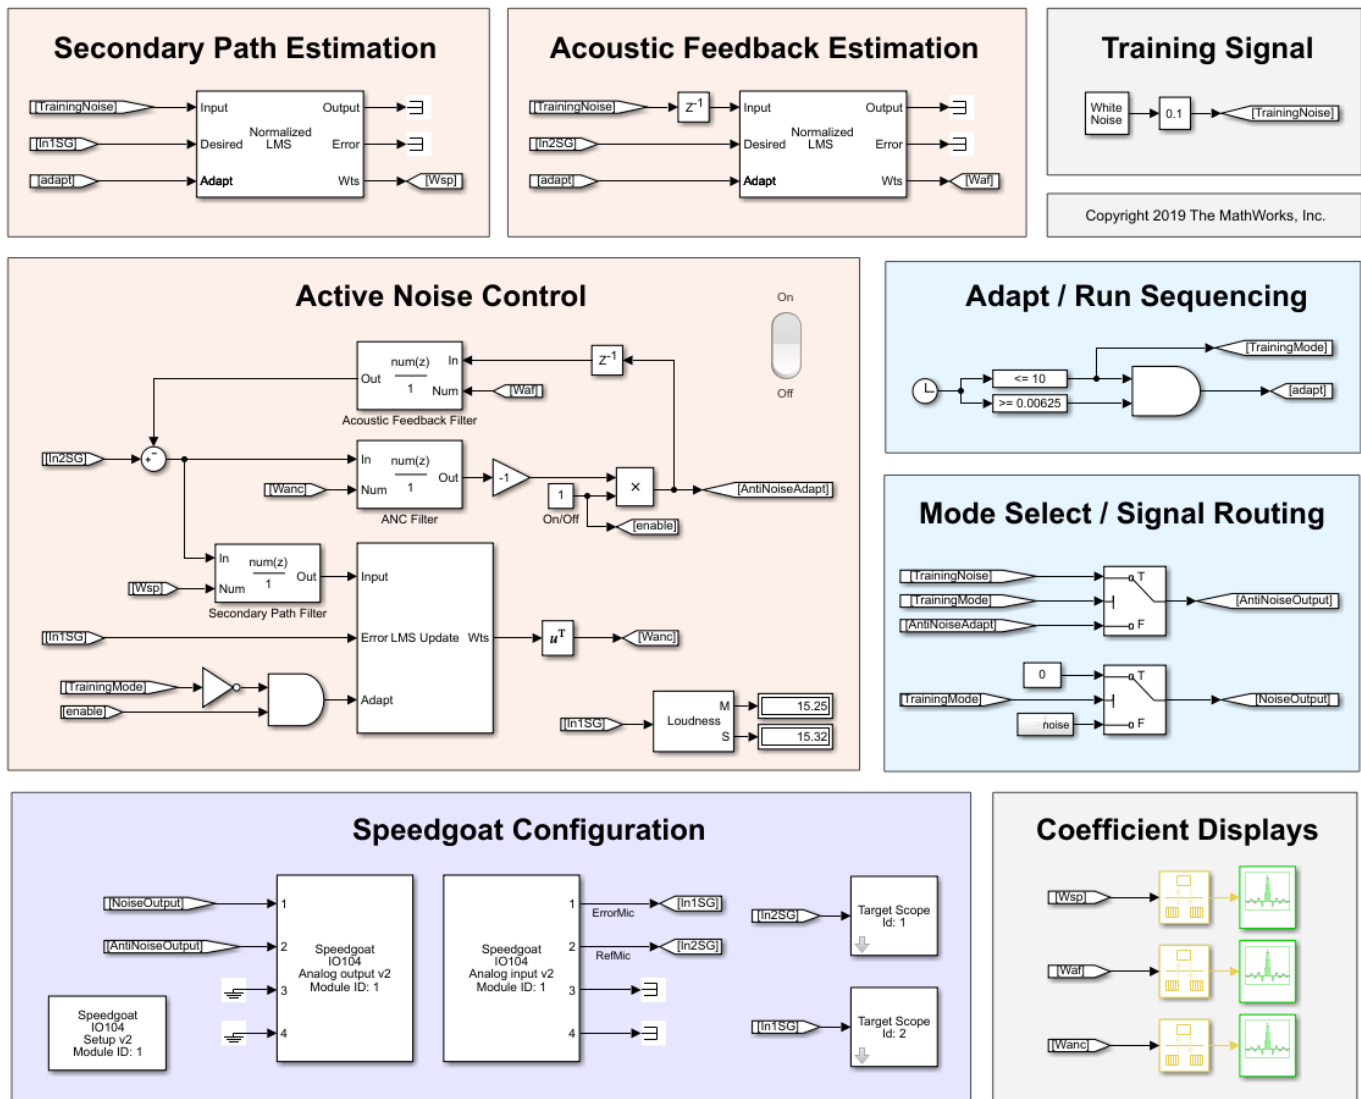 Secondary Path Estimation
[TrainingNoise]
[In1SG]
[adapt]
Input
Desired
Adapt
Normalized
LMS
Output
Error
Wts
[Wsp]
Acoustic Feedback Estimation
[TrainingNoise]
[In2SG]
[adapt]
Z-1
Input
Desired
Adapt
Normalized
LMS
Output
Error
Wts
[Waf]
Training Signal
White
Noise
0.1
[TrainingNoise]
Copyright 2019 The MathWorks, Inc.
Active Noise Control
On
Off
num(z)
1
In
Num
Out
Acoustic Feedback Filter
Z-1
[Waf]
[In2SG]
+
−
[Wanc]
In
Num
num(z)
1
Out
ANC Filter
-1
1
On/Off
×
[enable]
[AntiNoiseAdapt]
[Wsp]
In
Num
num(z)
1
Out
Secondary Path Filter
[In1SG]
[TrainingMode]
[enable]
Input
Error
LMS Update
Wts
Adapt
uT
[Wanc]
[In1SG]
Loudness
M
S
15.25
15.32
Adapt / Run Sequencing
<= 10
>= 0.00625
[TrainingMode]
[adapt]
Mode Select / Signal Routing
[TrainingNoise]
[TrainingMode]
[AntiNoiseAdapt]
T
F
[AntiNoiseOutput]
0
[TrainingMode]
noise
T
F
[NoiseOutput]
Speedgoat Configuration
[NoiseOutput]
[AntiNoiseOutput]
1
2
3
4
Speedgoat
IO104
Analog output v2
Module ID: 1
Speedgoat
IO104
Setup v2
Module ID: 1
Speedgoat
IO104
Analog input v2
Module ID: 1
1
2
3
4
ErrorMic
RefMic
[In1SG]
[In2SG]
[In2SG]
Target Scope
Id: 1
[In1SG]
Target Scope
Id: 2
Coefficient Displays
[Wsp]
[Waf]
[Wanc]